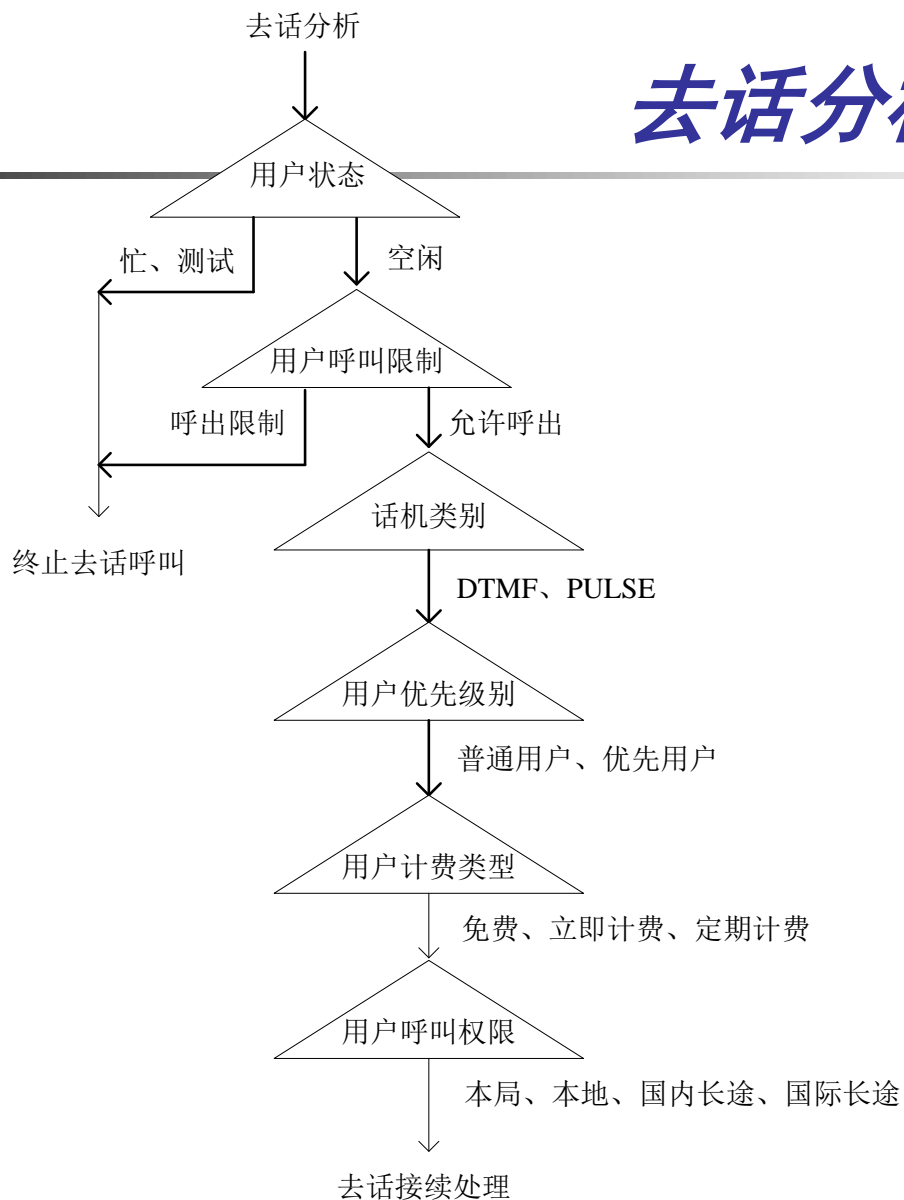 去话分析
去话分
用户状态
忙、测试
空闲
用户呼叫限制
呼出限制
允许呼出
话机类别
终止去话呼叫
DTMF、PULSE
用户优先级别
普通用户、优先用户
用户计费类型
免费、立即计费、定期计费
用户呼叫权限
本局、本地、国内长途、国际长途
去话接续处理